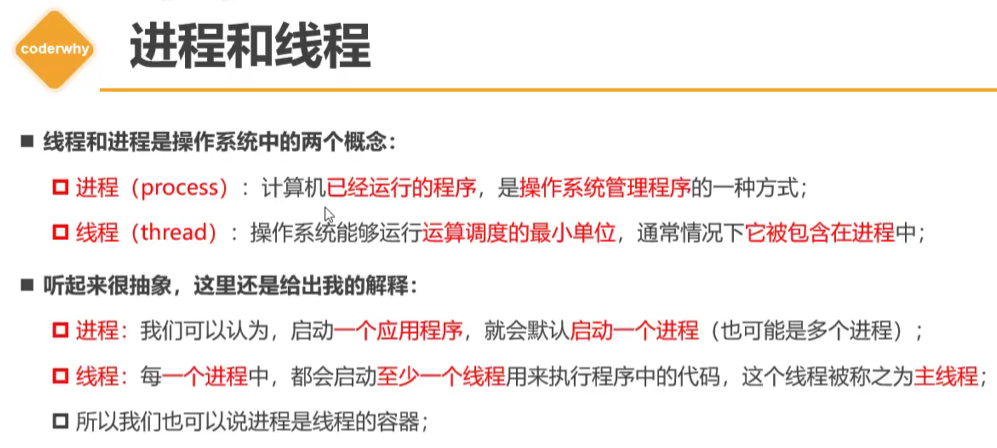 coderwhy
进程和线程
线程和进程是操作系统中的两个概念：
进程（process）：计算机已经运行的程序，是操作系统管理程序的一种方式；
线程（thread）：操作系统能够运行运算调度的最小单位，通常情况下它被包含在进程中；
听起来很抽象，这里还是给出我的解释：
进程：我们可以认为，启动一个应用程序，就会默认启动一个进程（也可能是多个进程）；
线程：每一个进程中，都会启动至少一个线程用来执行程序中的代码，这个线程被称之为主线程；
所以我们也可以说进程是线程的容器；